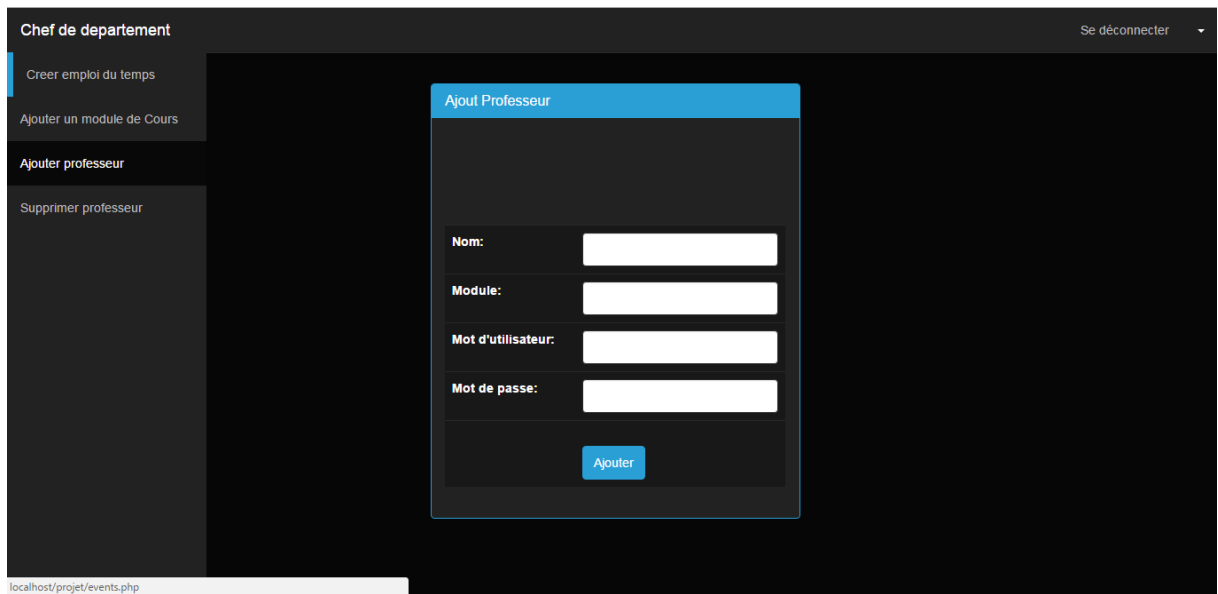 Chef de departement
Se déconnecter
Creer emploi du temps
Ajouter un module de Cours
Ajouter professeur
Supprimer professeur
Ajout Professeur
Nom:
Module:
Mot d'utilisateur:
Mot de passe:
Ajouter
localhost/projet/events.php